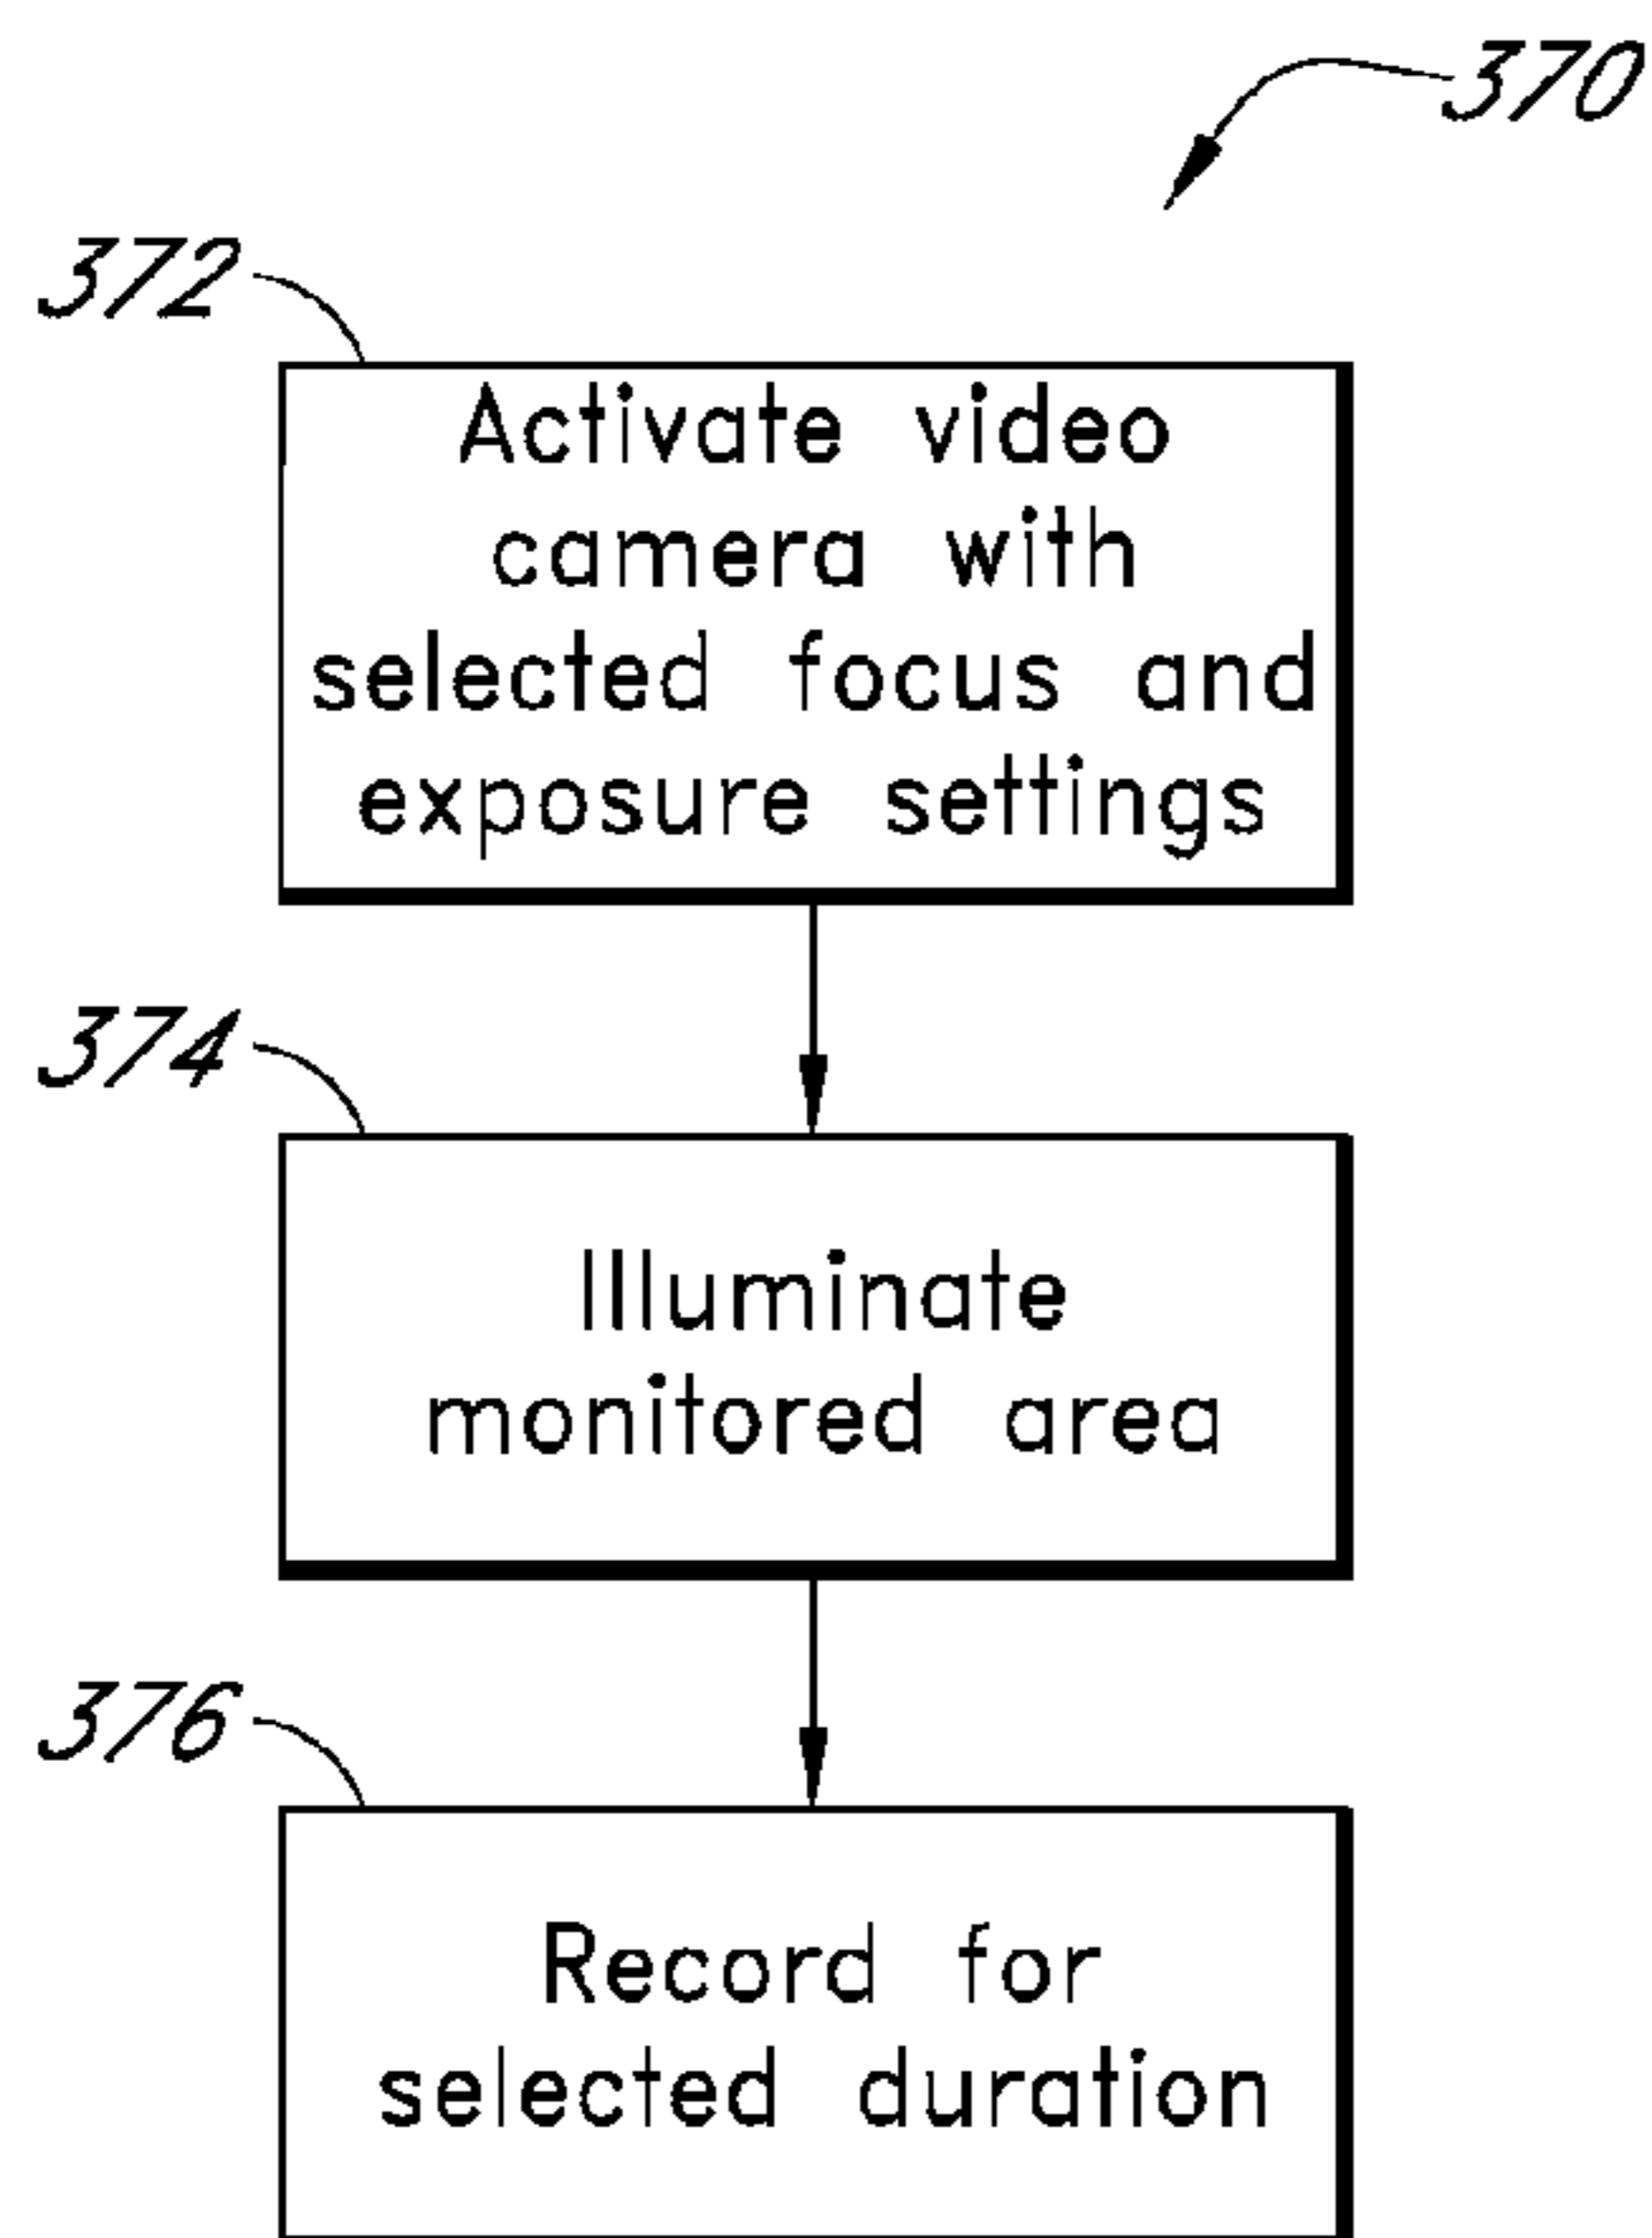 370
372
Activate video
camera with
selected focus and
exposure settings
374
Illuminate
monitored area
376
Record for
selected duration